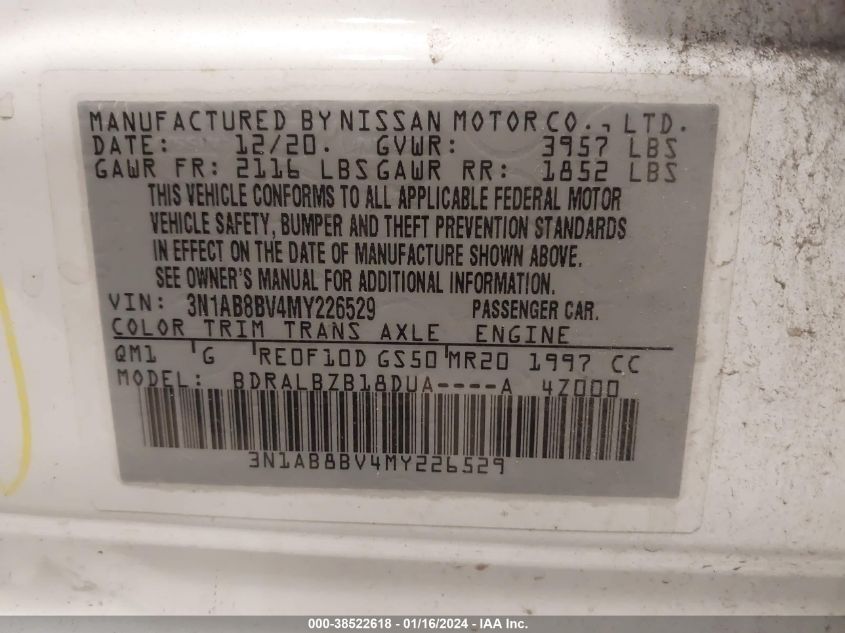 MANUFACTURED BY NISSAN MOTOR CO., LTD.
DATE: 12/20. GVWR: 3957 LBS
GAWR FR: 2116 LBS GAWR RR: 1852 LBS
THIS VEHICLE CONFORMS TO ALL APPLICABLE FEDERAL MOTOR
VEHICLE SAFETY, BUMPER AND THEFT PREVENTION STANDARDS
IN EFFECT ON THE DATE OF MANUFACTURE SHOWN ABOVE.
SEE OWNER'S MANUAL FOR ADDITIONAL INFORMATION.
VIN: 3N1AB8BV4MY226529 PASSENGER CAR.
COLOR TRIM TRANS AXLE ENGINE
QM1 G RE0F10D GS50 MR20 1997 CC
MODEL: BDRALBZB18DUA----A 4Z000
3N1AB8BV4MY226529
000-38522618 - 01/16/2024 - IAA Inc.